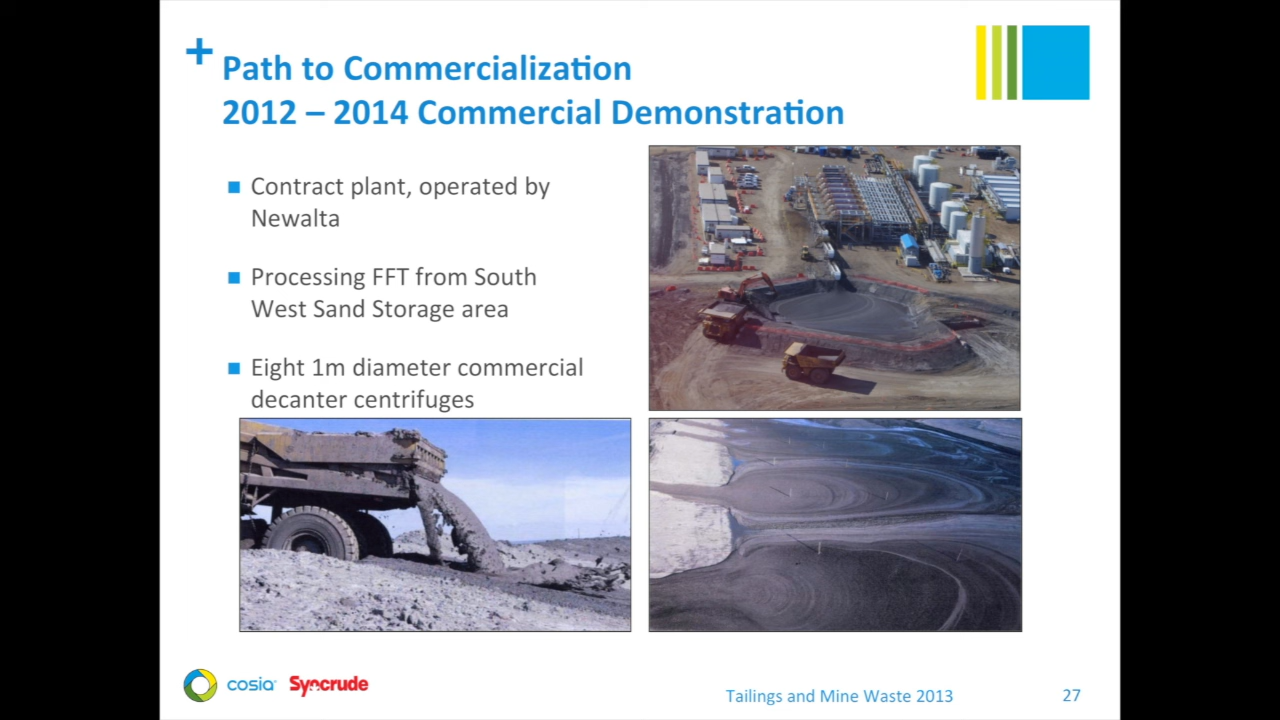 +
Path to Commercialization
2012 – 2014 Commercial Demonstration
Contract plant, operated by
Newalta
Processing FFT from South
West Sand Storage area
Eight 1m diameter commercial
decanter centrifuges
cosia
Syncrude
Tailings and Mine Waste 2013
27